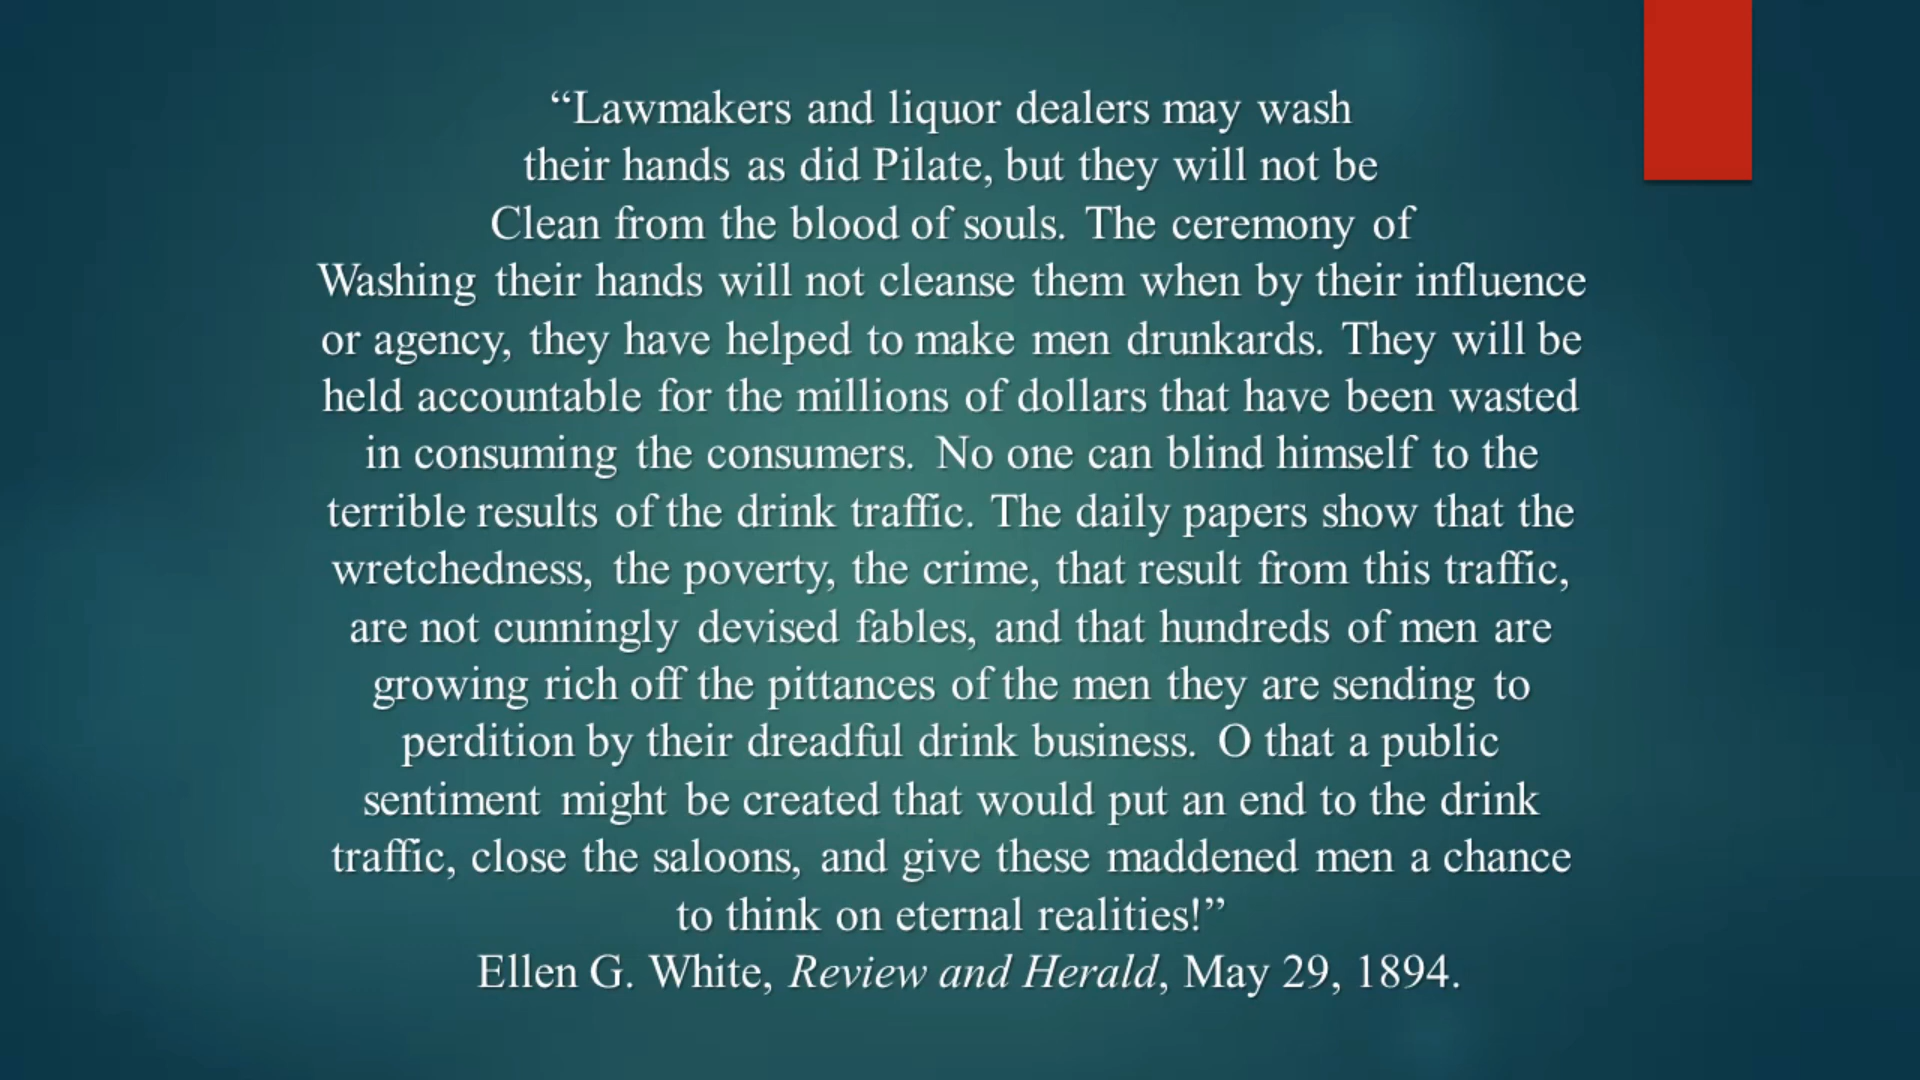 “Lawmakers and liquor dealers may wash
their hands as did Pilate, but they will not be
Clean from the blood of souls. The ceremony of
Washing their hands will not cleanse them when by their influence
or agency, they have helped to make men drunkards. They will be
held accountable for the millions of dollars that have been wasted
in consuming the consumers. No one can blind himself to the
terrible results of the drink traffic. The daily papers show that the
wretchedness, the poverty, the crime, that result from this traffic,
are not cunningly devised fables, and that hundreds of men are
growing rich off the pittances of the men they are sending to
perdition by their dreadful drink business. O that a public
sentiment might be created that would put an end to the drink
traffic, close the saloons, and give these maddened men a chance
to think on eternal realities!”
Ellen G. White, Review and Herald, May 29, 1894.